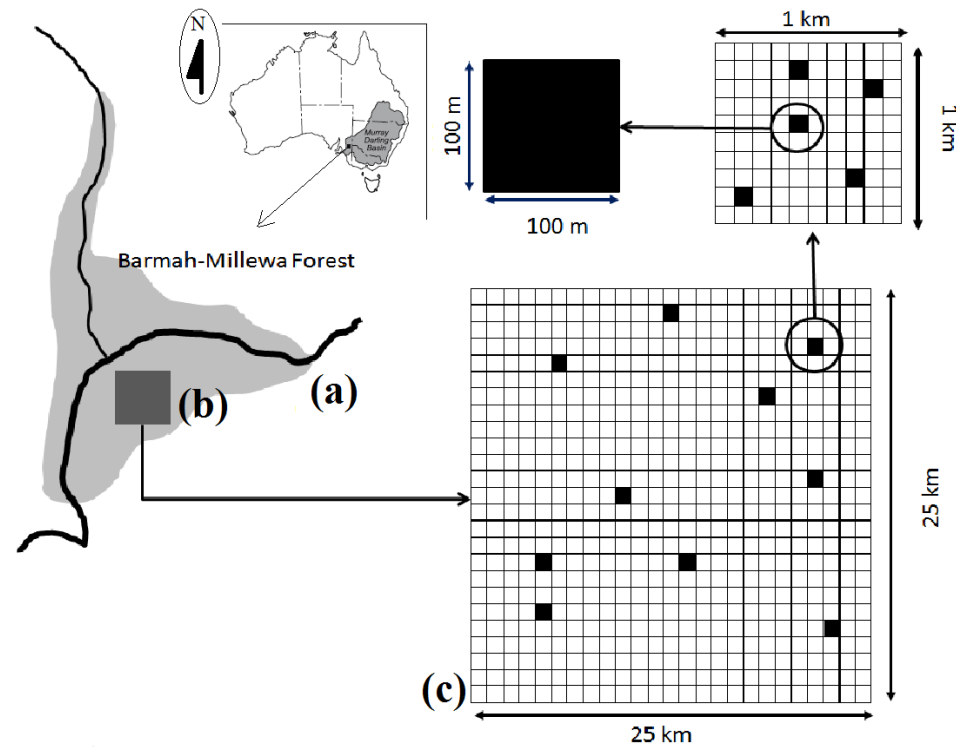 N
Murray
Darling
Basin
Barmah-Millewa Forest
(a)
(b)
100 m
100 m
1 km
1 km
25 km
(c)
25 km